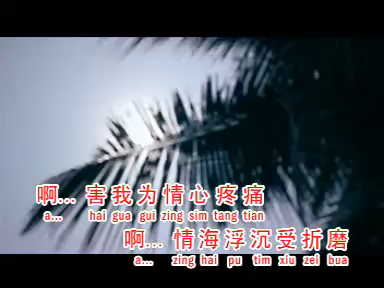 啊... 害我为情心疼痛
a... hai gua gui zing sim tang tian
啊... 情海浮沉受折磨
a... zing hai pu tim xiu zei bua